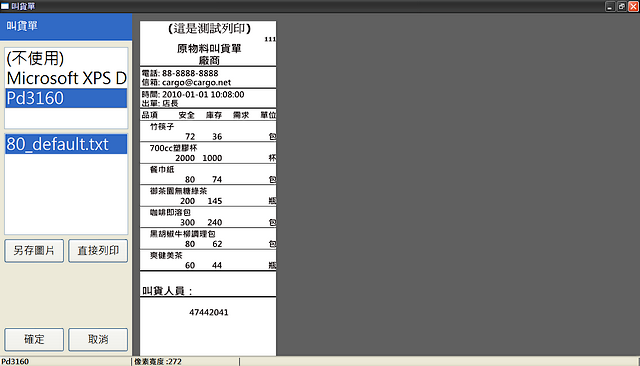 叫貨單
叫貨單
(不使用)
Microsoft XPS D
Pd3160
80_default.txt
另存圖片
直接列印
確定
取消
(這是測試列印)
111
原物料叫貨單
廠商
電話: 88-8888-8888
信箱: cargo@cargo.net
時間: 2010-01-01 10:08:00
出單: 店長
品項 安全 庫存 需求 單位
竹筷子
72 36 包
700cc塑膠杯
2000 1000 杯
餐巾紙
80 74 包
御茶園無糖綠茶
200 145 瓶
咖啡即溶包
300 240 包
黑胡椒牛柳調理包
80 62 包
爽健美茶
60 44 瓶
叫貨人員：
47442041
Pd3160
像素寬度 :272